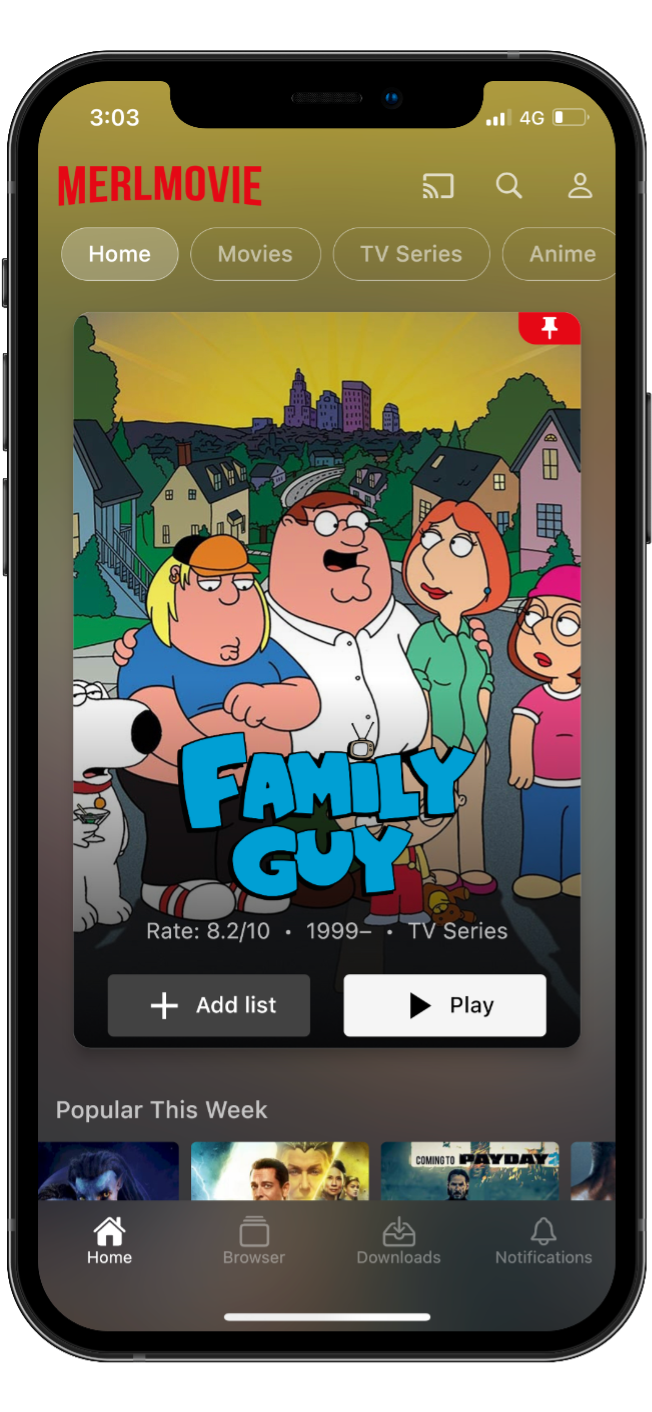 3:03 4G
MERLMOVIE
Home Movies TV Series Anime
FAMILY
GUY
Rate: 8.2/10 • 1999– • TV Series
Add list Play
Popular This Week
COMING TO PAYDAY 2
Home Browser Downloads Notifications